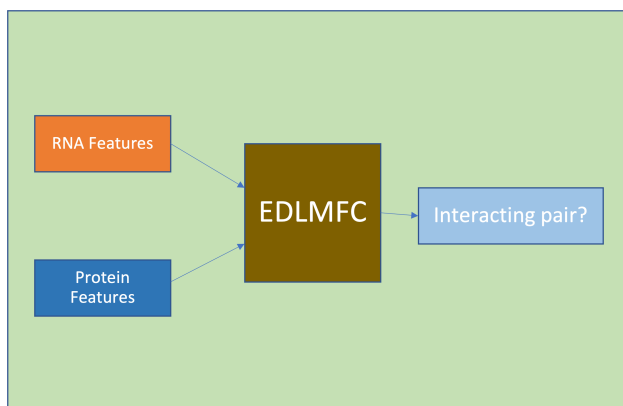 RNA Features
EDLMFC
Interacting pair?
Protein
Features